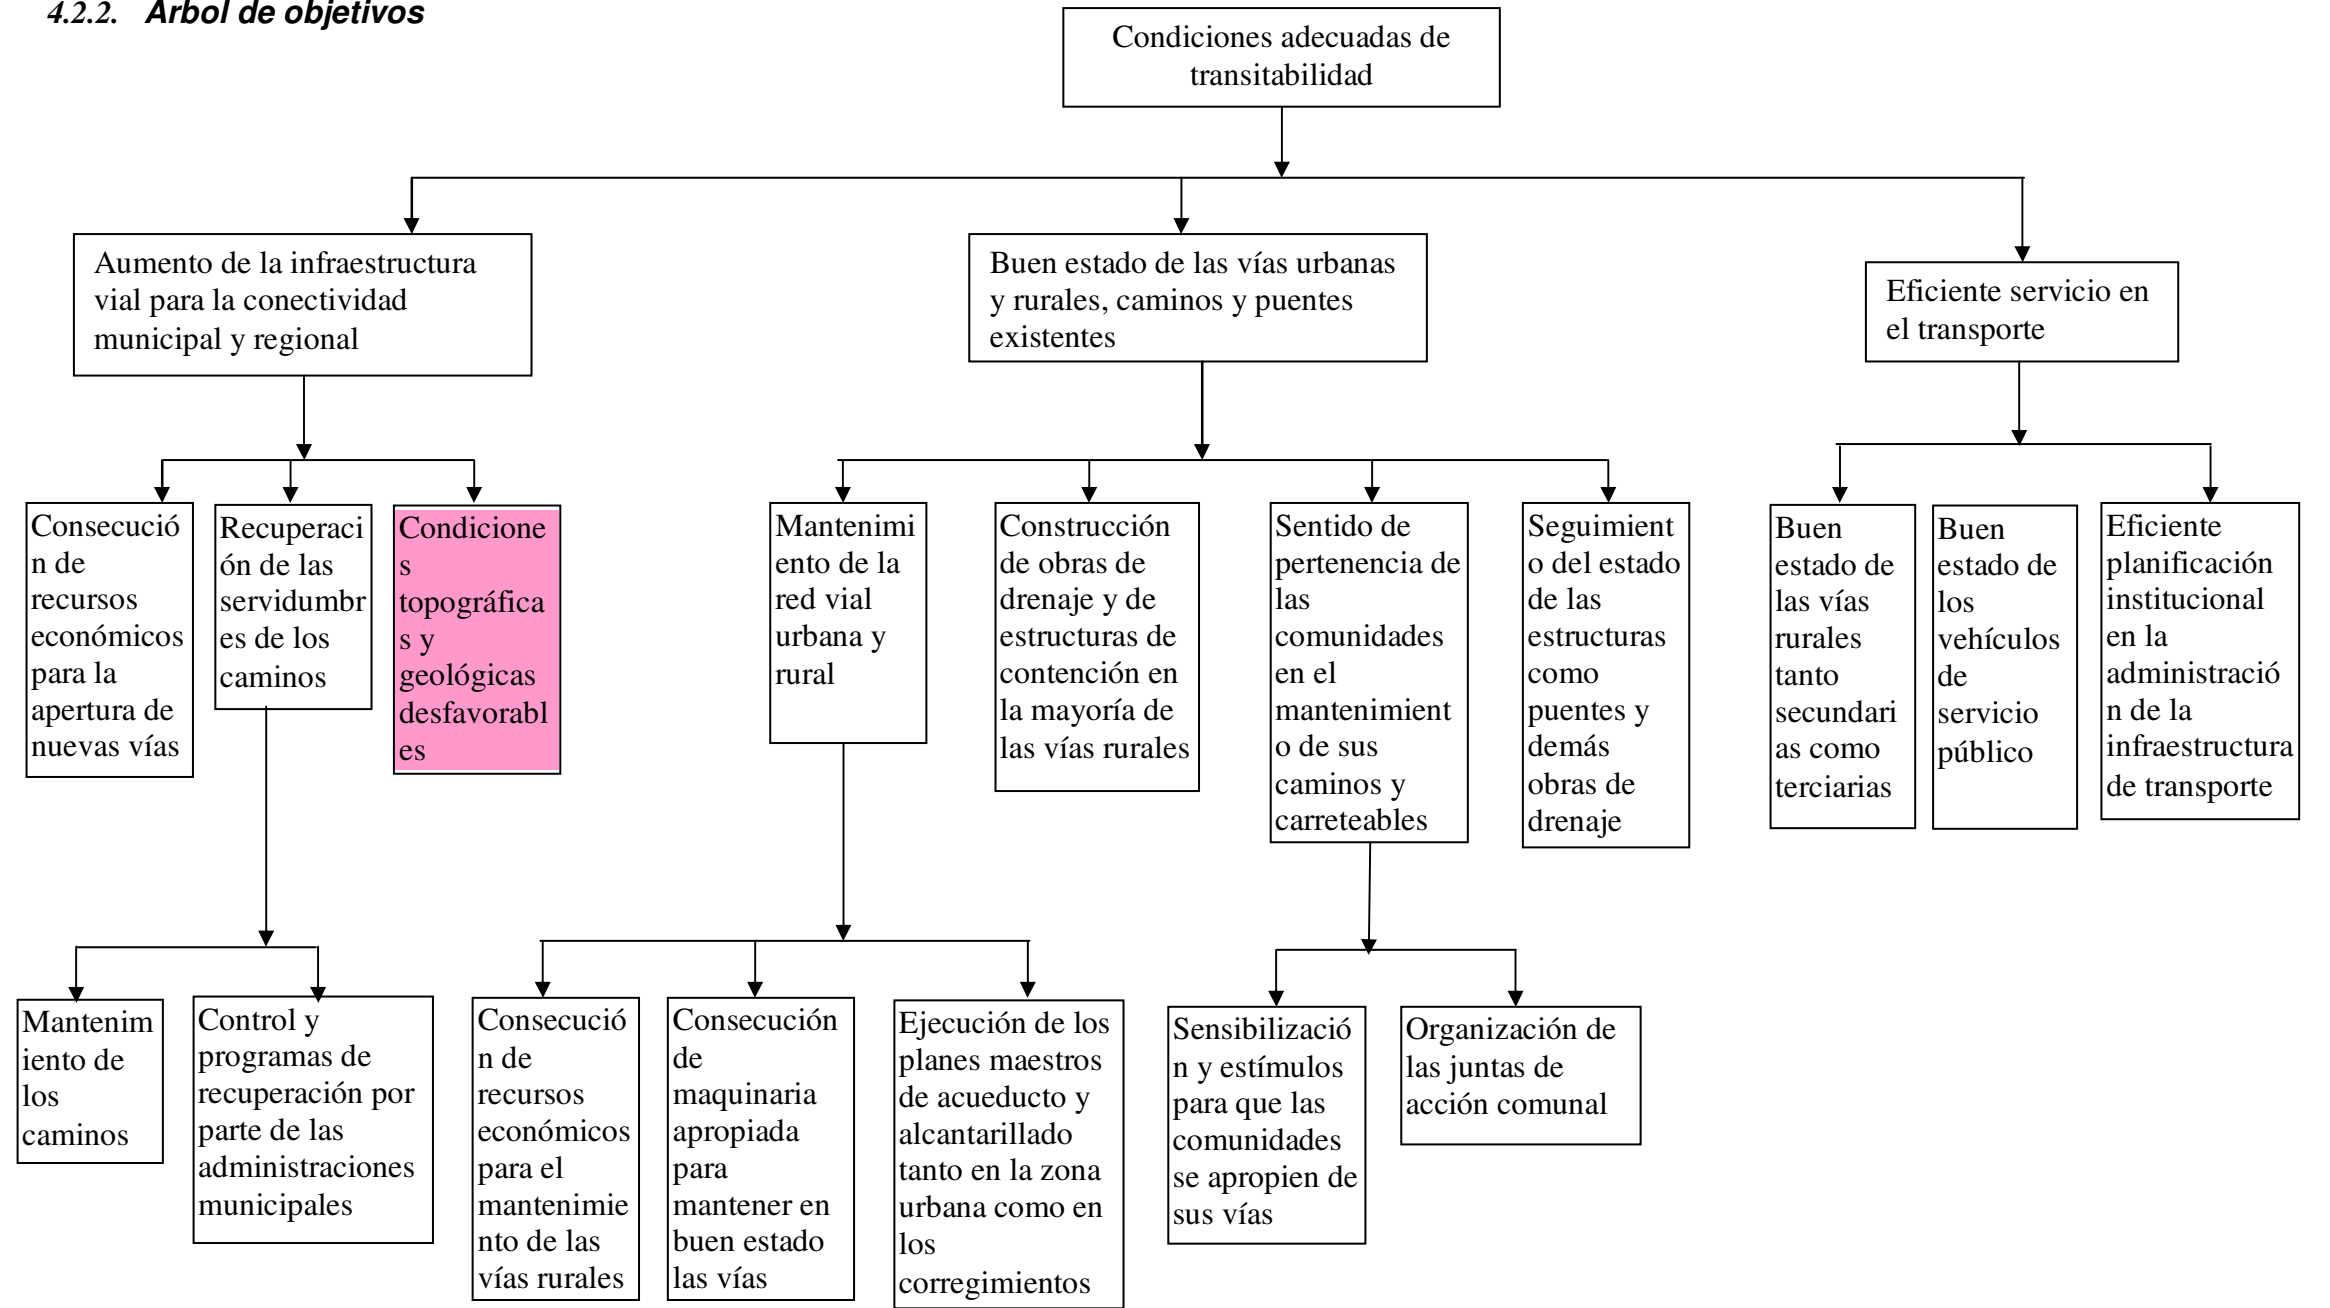 4.2.2. Árbol de objetivos
Condiciones adecuadas de
transitabilidad
Aumento de la infraestructura
vial para la conectividad
municipal y regional
Buen estado de las vías urbanas
y rurales, caminos y puentes
existentes
Eficiente servicio en
el transporte
Consecució
n de
recursos
económicos
para la
apertura de
nuevas vías
Recuperaci
ón de las
servidumbr
es de los
caminos
Condicione
s
topográfica
s y
geológicas
desfavorabl
es
Mantenimi
ento de la
red vial
urbana y
rural
Construcción
de obras de
drenaje y de
estructuras de
contención en
la mayoría de
las vías rurales
Sentido de
pertenencia de
las
comunidades
en el
mantenimient
o de sus
caminos y
carreteables
Seguimient
o del estado
de las
estructuras
como
puentes y
demás
obras de
drenaje
Buen
estado de
las vías
rurales
tanto
secundari
as como
terciarias
Buen
estado de
los
vehículos
de
servicio
público
Eficiente
planificación
institucional
en la
administració
n de la
infraestructura
de transporte
Mantenim
iento de
los
caminos
Control y
programas de
recuperación por
parte de las
administraciones
municipales
Consecució
n de
recursos
económicos
para el
mantenimie
nto de las
vías rurales
Consecución
de
maquinaria
apropiada
para
mantener en
buen estado
las vías
Ejecución de los
planes maestros
de acueducto y
alcantarillado
tanto en la zona
urbana como en
los
corregimientos
Sensibilizació
n y estímulos
para que las
comunidades
se apropien de
sus vías
Organización de
las juntas de
acción comunal